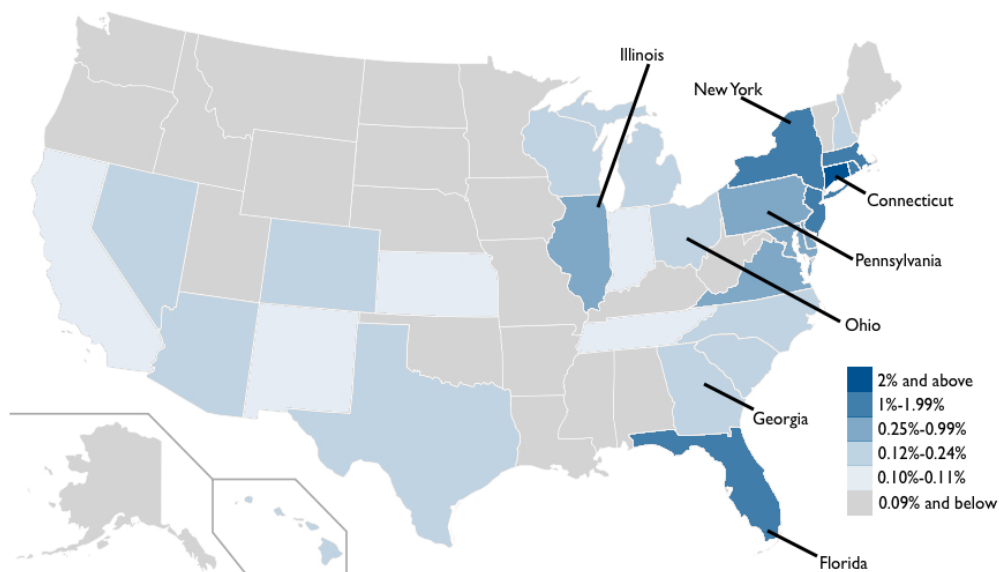 Illinois
New York
Connecticut
Pennsylvania
Ohio
Georgia
Florida
2% and above
1%-1.99%
0.25%-0.99%
0.12%-0.24%
0.10%-0.11%
0.09% and below